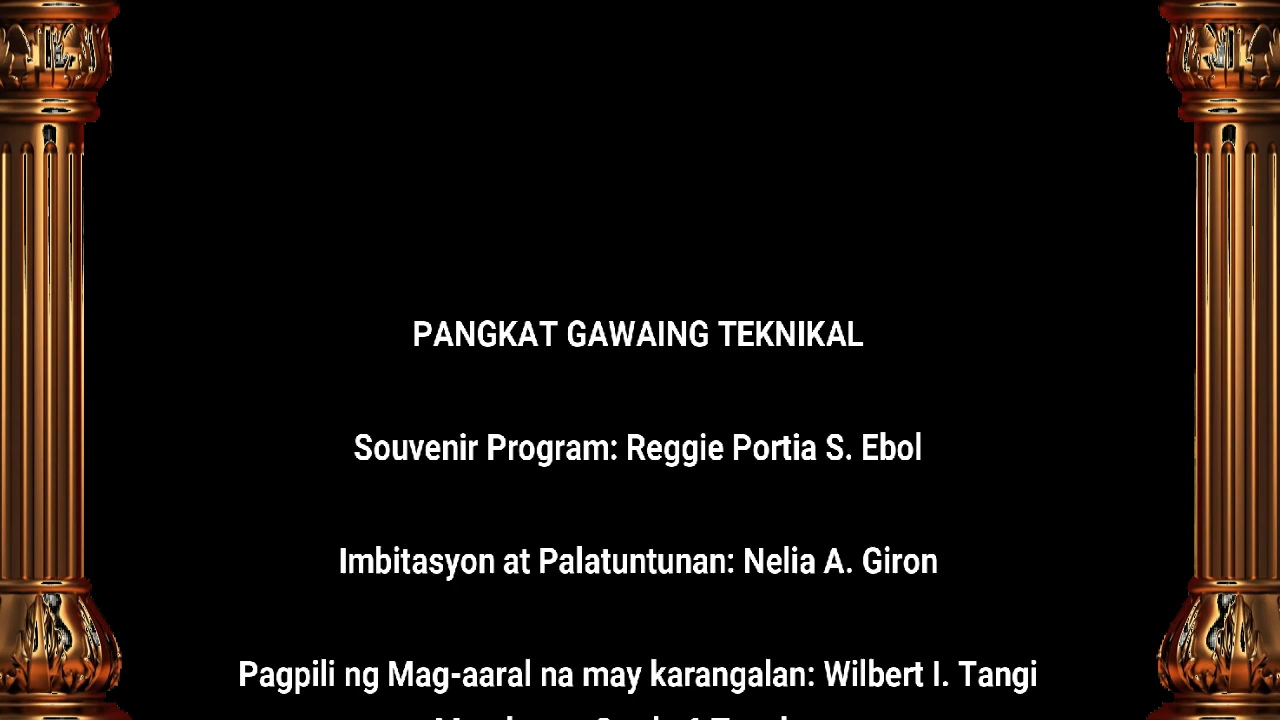 PANGKAT GAWAING TEKNIKAL
Souvenir Program: Reggie Portia S. Ebol
Imbitasyon at Palatuntunan: Nelia A. Giron
Pagpili ng Mag-aaral na may karangalan: Wilbert I. Tangi